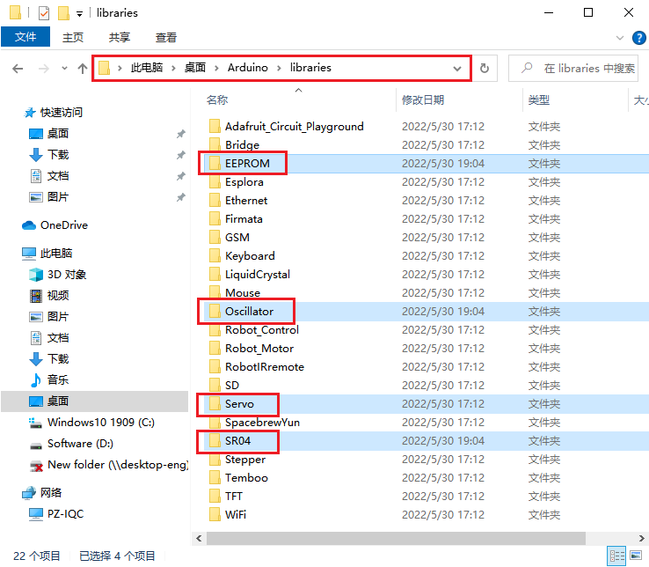 libraries
文件 主页 共享 查看
此电脑 桌面 Arduino libraries 在 libraries 中搜索
名称 修改日期 类型 大
快速访问
桌面
下载
文档
图片
OneDrive
此电脑
3D 对象
视频
图片
文档
下载
音乐
桌面
Windows10 1909 (C:)
Software (D:)
New folder (\\desktop-eng)
网络
PZ-IQC
Adafruit_Circuit_Playground 2022/5/30 17:12 文件夹
Bridge 2022/5/30 17:12 文件夹
EEPROM 2022/5/30 19:04 文件夹
Esplora 2022/5/30 17:12 文件夹
Ethernet 2022/5/30 17:12 文件夹
Firmata 2022/5/30 17:12 文件夹
GSM 2022/5/30 17:12 文件夹
Keyboard 2022/5/30 17:12 文件夹
LiquidCrystal 2022/5/30 17:12 文件夹
Mouse 2022/5/30 17:12 文件夹
Oscillator 2022/5/30 19:04 文件夹
Robot_Control 2022/5/30 17:12 文件夹
Robot_Motor 2022/5/30 17:12 文件夹
RobotIRremote 2022/5/30 17:12 文件夹
SD 2022/5/30 17:12 文件夹
Servo 2022/5/30 17:12 文件夹
SpacebrewYun 2022/5/30 17:12 文件夹
SR04 2022/5/30 19:04 文件夹
Stepper 2022/5/30 17:12 文件夹
Temboo 2022/5/30 17:12 文件夹
TFT 2022/5/30 17:12 文件夹
WiFi 2022/5/30 17:12 文件夹
22 个项目 已选择 4 个项目